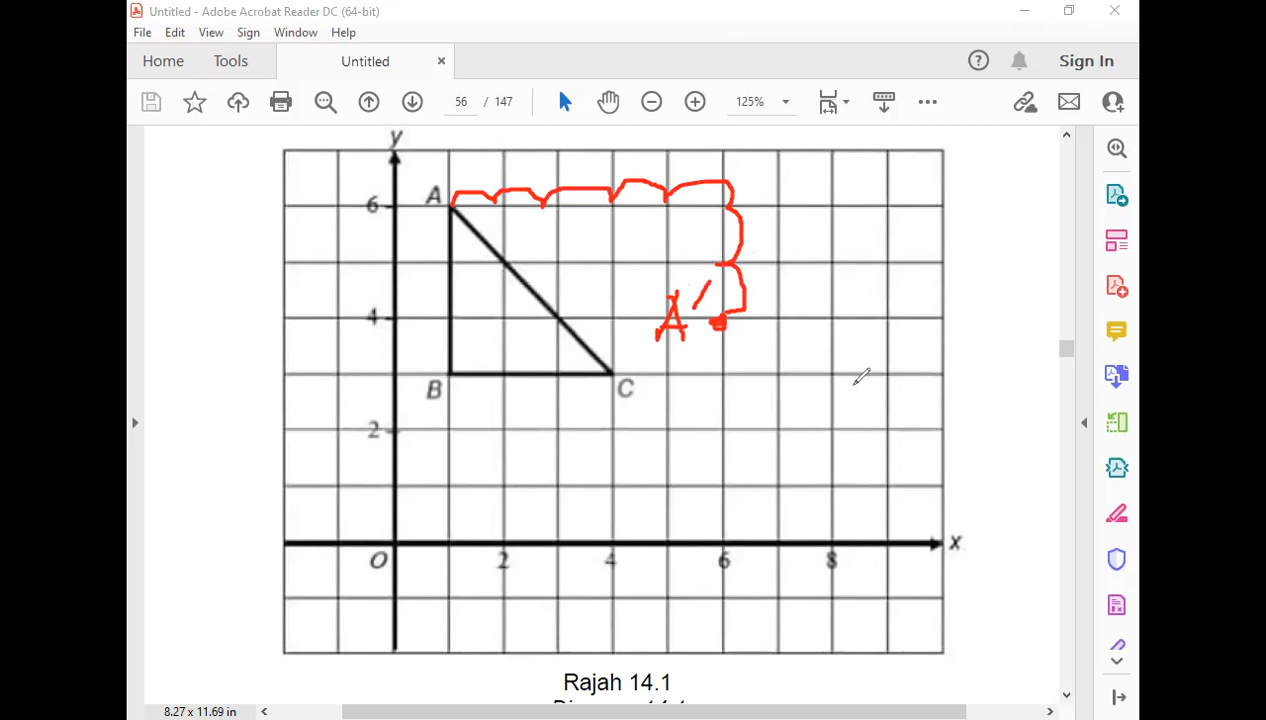 Untitled - Adobe Acrobat Reader DC (64-bit)
File Edit View Sign Window Help
Home Tools Untitled × Sign In
56 / 147 125%
y
A
6
A'
4
B C
2
x
O 2 4 6 8
Rajah 14.1
8.27 x 11.69 in